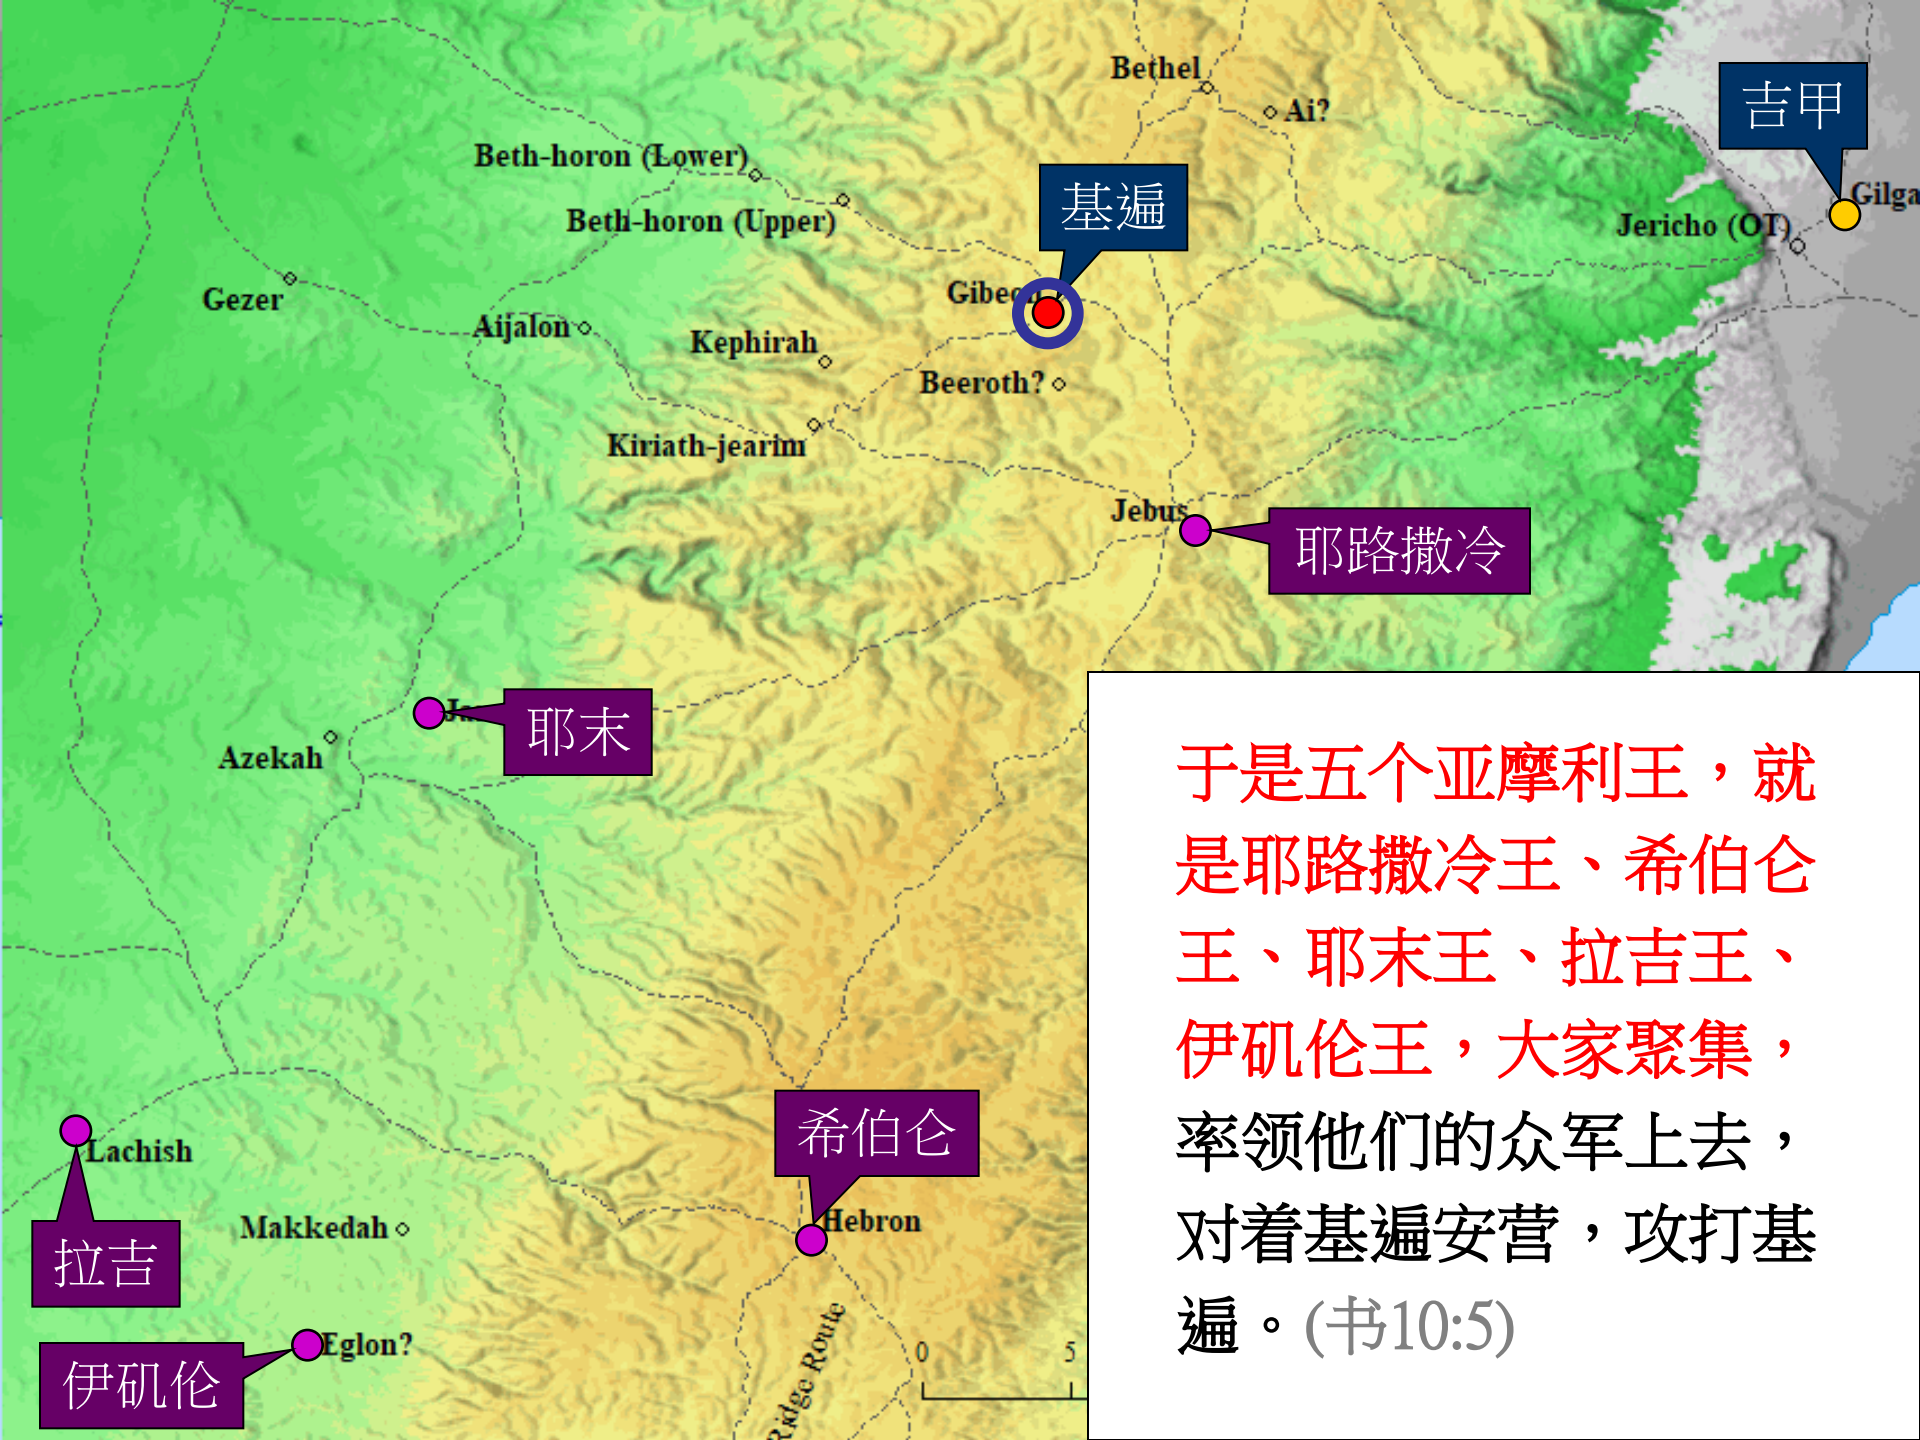 Bethel
Ai?
吉甲
Beth-horon (Lower)
基遍
Gilga
Beth-horon (Upper)
Jericho (OT)
Gezer
Gibeon
Aijalon
Kephirah
Beeroth?
Kiriath-jearim
Jebus
耶路撒冷
耶末
Azekah
于是五个亚摩利王，就
是耶路撒冷王、希伯仑
王、耶末王、拉吉王、
伊矶伦王，大家聚集，
率领他们的众军上去，
对着基遍安营，攻打基
遍。(书10:5)
希伯仑
Lachish
Makkedah
Hebron
拉吉
Eglon?
伊矶伦
Ridge Route
0 5